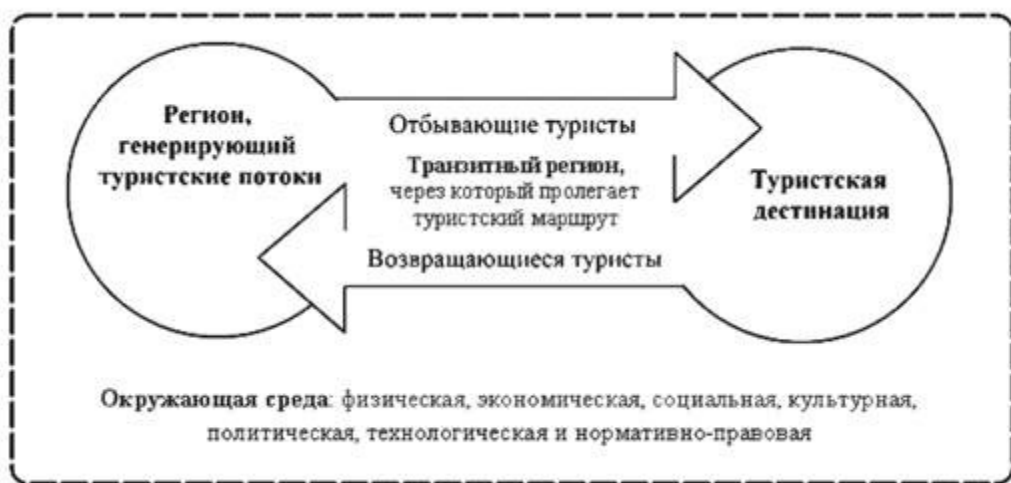 Регион,
генерирующий
туристские потоки
Отбывающие туристы
Транзитный регион,
через который пролегает
туристский маршрут
Возвращающиеся туристы
Туристская
дестинация
Окружающая среда: физическая, экономическая, социальная, культурная,
политическая, технологическая и нормативно-правовая